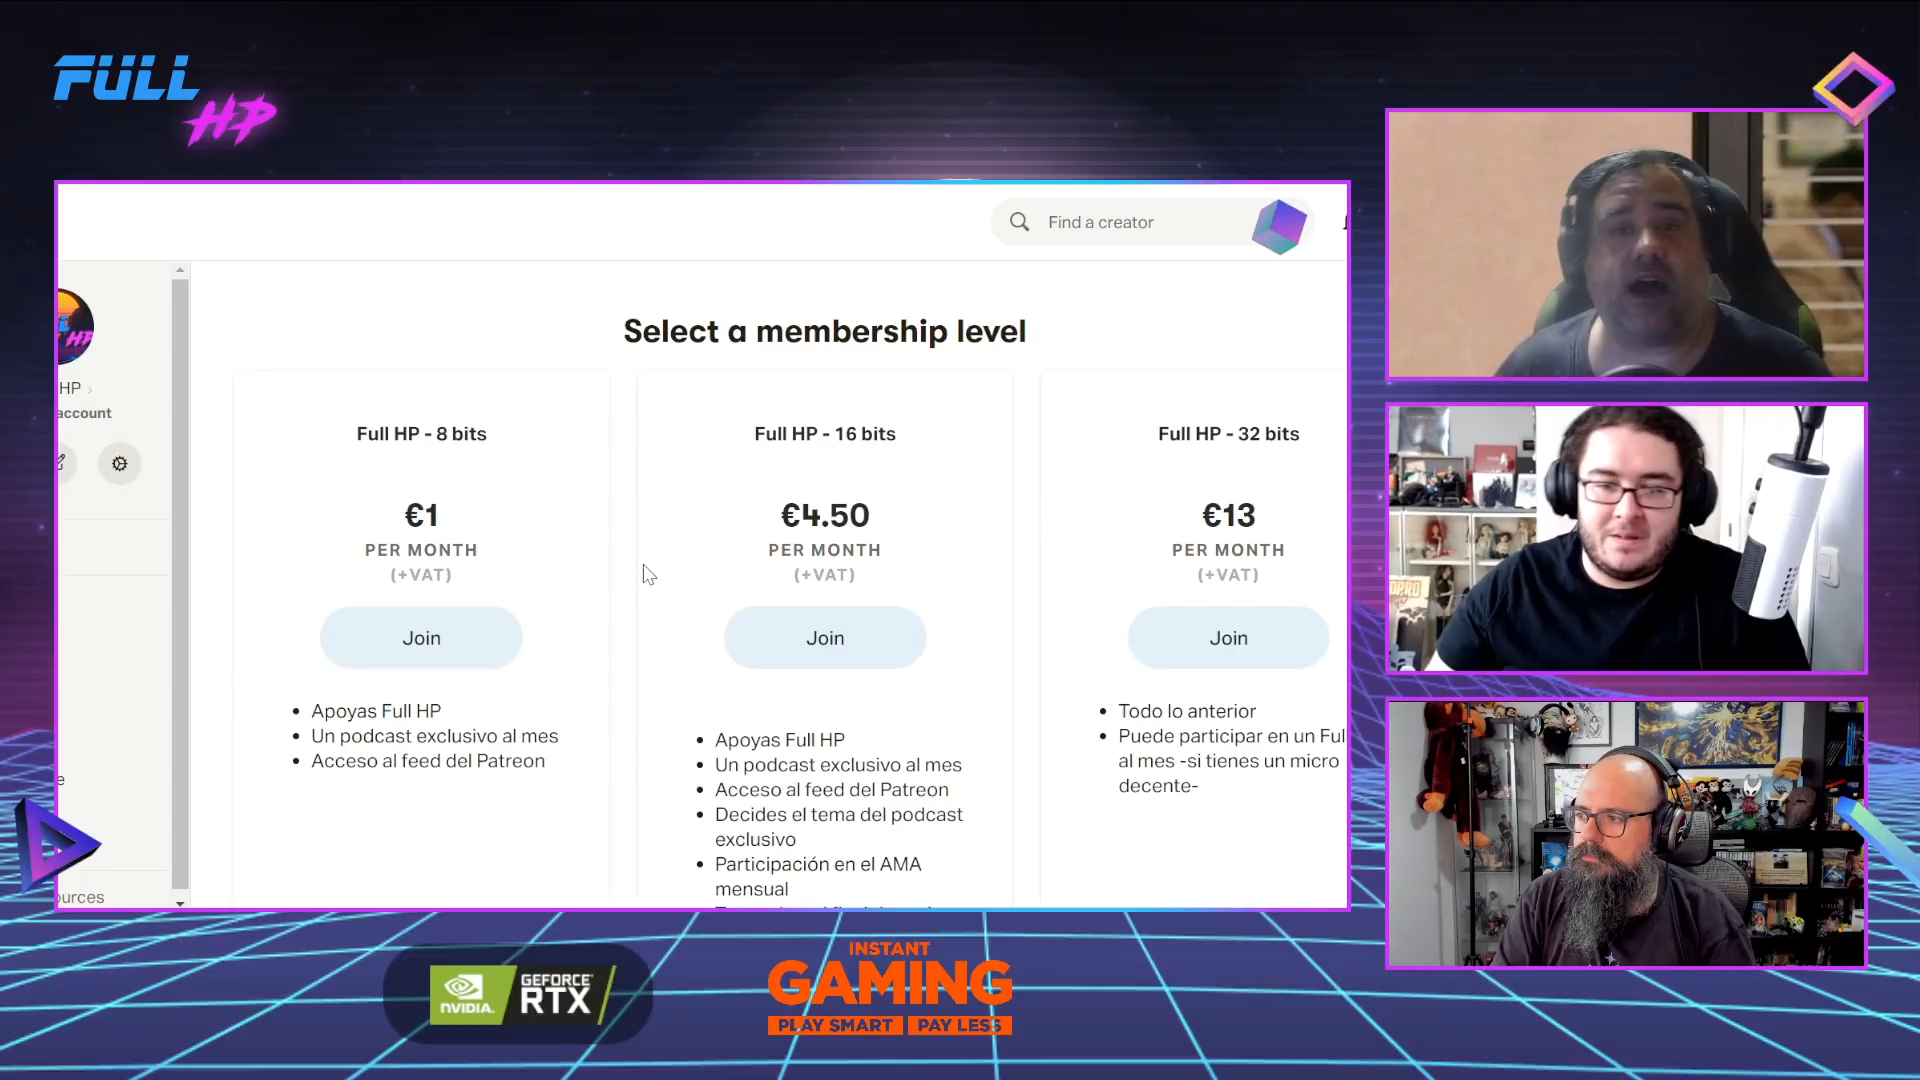 FULL
HP
Find a creator
HP
account
Select a membership level
Full HP - 8 bits
€1
PER MONTH
(+VAT)
Join
• Apoyas Full HP
• Un podcast exclusivo al mes
• Acceso al feed del Patreon
Full HP - 16 bits
€4.50
PER MONTH
(+VAT)
Join
• Apoyas Full HP
• Un podcast exclusivo al mes
• Acceso al feed del Patreon
• Decides el tema del podcast
exclusivo
• Participación en el AMA
mensual
Full HP - 32 bits
€13
PER MONTH
(+VAT)
Join
• Todo lo anterior
• Puede participar en un Ful
al mes -si tienes un micro
decente-
e
ources
NVIDIA.
GEFORCE
RTX
INSTANT
GAMING
PLAY SMART PAY LESS